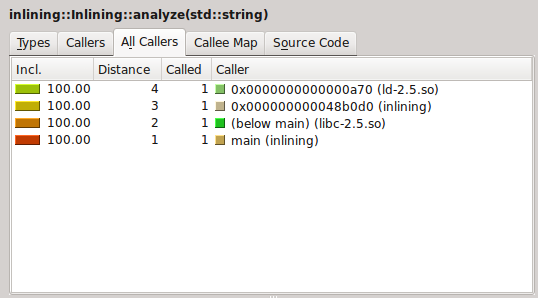 inlining::Inlining::analyze(std::string)
Types Callers All Callers Callee Map Source Code
Incl. Distance Called Caller
100.00 4 1 0x0000000000000a70 (ld-2.5.so)
100.00 3 1 0x000000000048b0d0 (inlining)
100.00 2 1 (below main) (libc-2.5.so)
100.00 1 1 main (inlining)